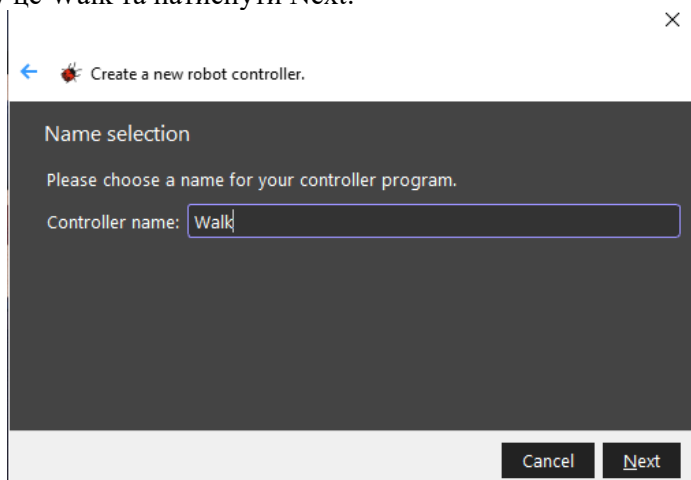 це Walk та натиснути Next.
Create a new robot controller.
Name selection
Please choose a name for your controller program.
Controller name: Walk
Cancel Next